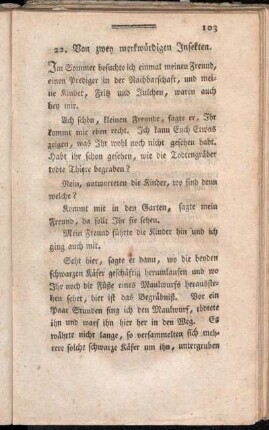 103
22. Von zwey merkwürdigen Insekten.
Im Sommer besuchte ich einmal meinen Freund,
einen Prediger in der Nachbarschaft, und mei-
ne Kinder, Fritz und Julchen, waren auch
bey mir.
Ach schön, kleinen Freunde, sagte er, Ihr
kommt mir eben recht. Ich kann Euch Etwas
zeigen, was Ihr wohl noch nicht gesehen habt.
Habt ihr schon gesehen, wie die Todtengräber
todte Thiere begraben?
Nein, antworteten die Kinder, wo sind denn
welche?
Kommt mit in den Garten, sagte mein
Freund, da sollt Ihr sie sehen.
Mein Freund führte die Kinder hin und ich
ging auch mit.
Seht hier, sagte er dann, wo die beyden
schwarzen Käfer geschäftig herumlaufen und wo
Ihr noch die Füße eines Maulwurfs herausste-
hen sehet, hier ist das Begräbniß. Vor ein
Paar Stunden fing ich den Maulwurf, tödtete
ihn und warf ihn hier her in den Weg. Es
währte nicht lange, so versammelten sich meh-
rere solcht schwarze Käfer um ihn, untergruben